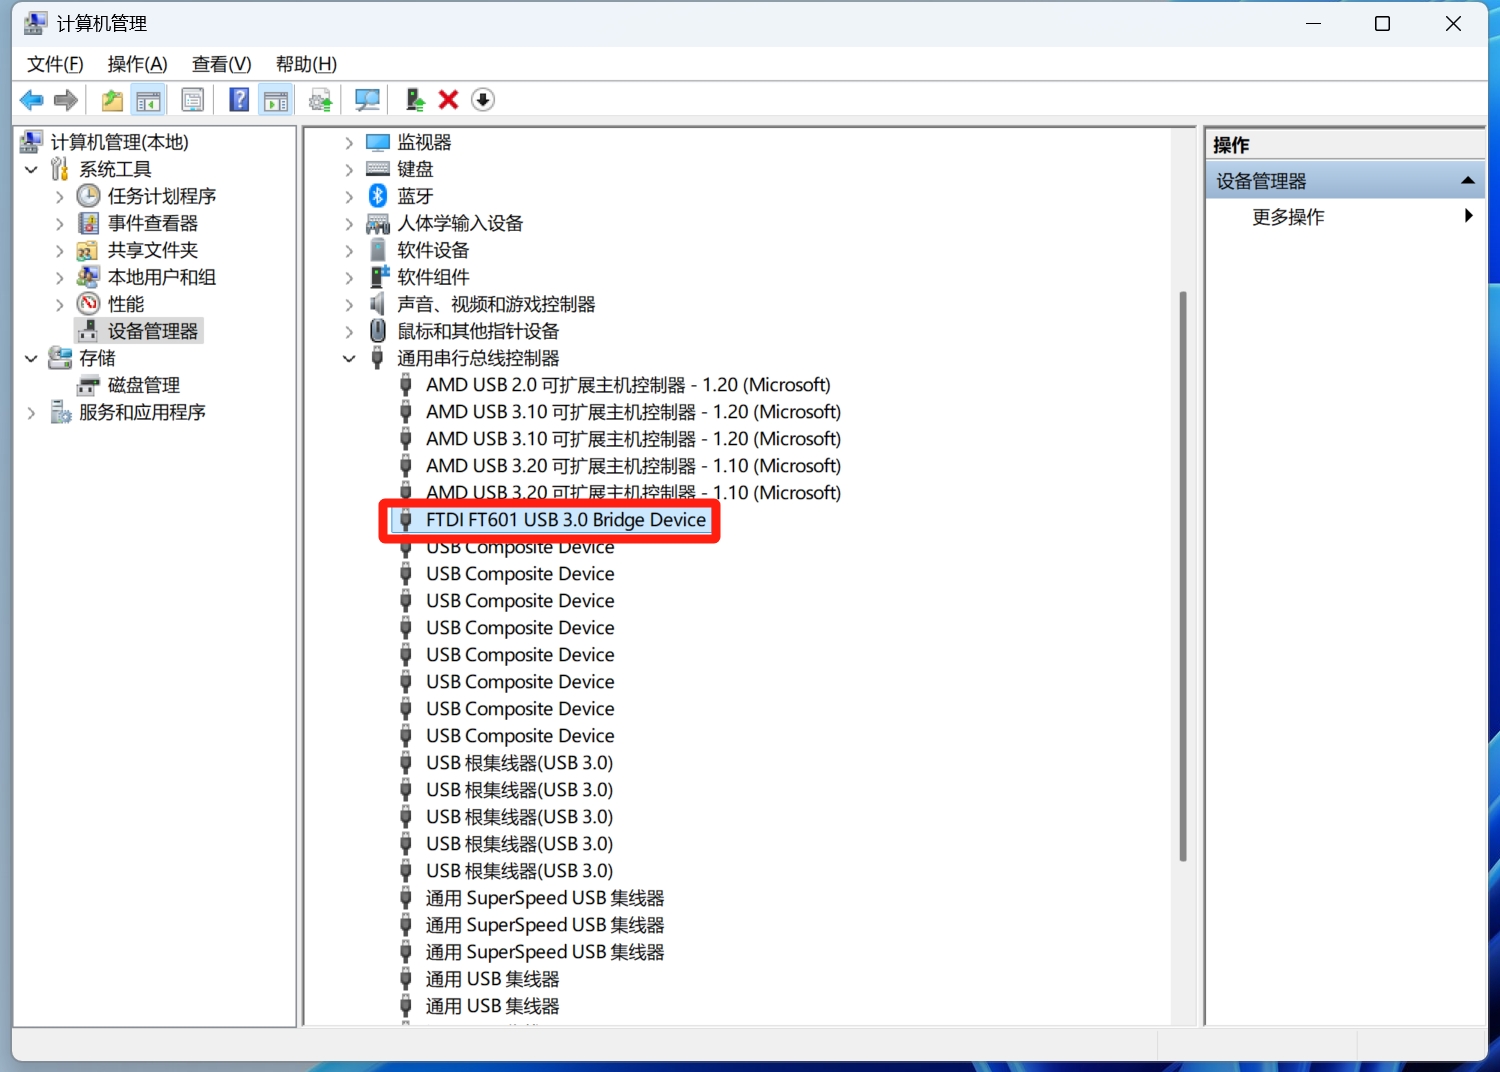 计算机管理
文件(F) 操作(A) 查看(V) 帮助(H)
计算机管理(本地)
系统工具
任务计划程序
事件查看器
共享文件夹
本地用户和组
性能
设备管理器
存储
磁盘管理
服务和应用程序
监视器
键盘
蓝牙
人体学输入设备
软件设备
软件组件
声音、视频和游戏控制器
鼠标和其他指针设备
通用串行总线控制器
AMD USB 2.0 可扩展主机控制器 - 1.20 (Microsoft)
AMD USB 3.10 可扩展主机控制器 - 1.20 (Microsoft)
AMD USB 3.10 可扩展主机控制器 - 1.20 (Microsoft)
AMD USB 3.20 可扩展主机控制器 - 1.10 (Microsoft)
AMD USB 3.20 可扩展主机控制器 - 1.10 (Microsoft)
FTDI FT601 USB 3.0 Bridge Device
USB Composite Device
USB Composite Device
USB Composite Device
USB Composite Device
USB Composite Device
USB Composite Device
USB Composite Device
USB Composite Device
USB 根集线器(USB 3.0)
USB 根集线器(USB 3.0)
USB 根集线器(USB 3.0)
USB 根集线器(USB 3.0)
USB 根集线器(USB 3.0)
通用 SuperSpeed USB 集线器
通用 SuperSpeed USB 集线器
通用 SuperSpeed USB 集线器
通用 USB 集线器
通用 USB 集线器
操作
设备管理器
更多操作